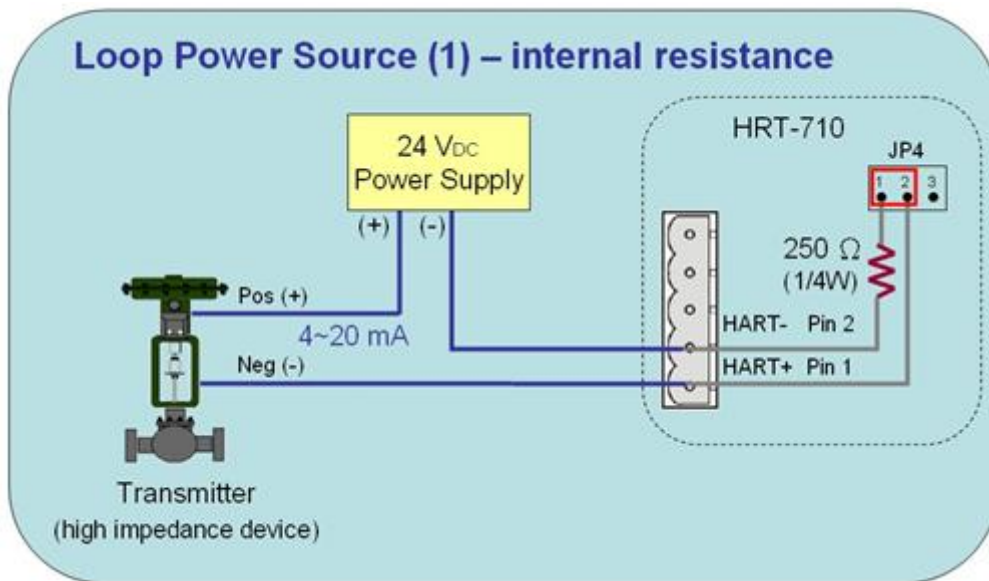 Loop Power Source (1) – internal resistance
24 VDC
Power Supply
(+)
(-)
HRT-710
JP4
1 2 3
250 Ω
(1/4W)
Pos (+)
4~20 mA
HART- Pin 2
Neg (-)
HART+ Pin 1
Transmitter
(high impedance device)